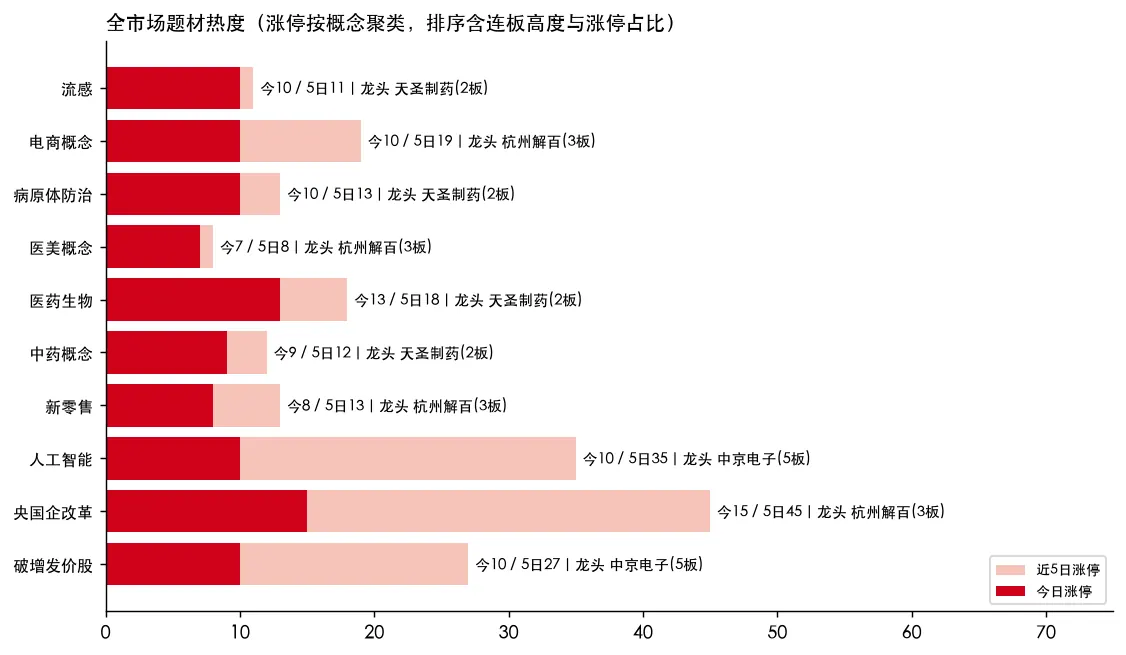 全市场题材热度（涨停按概念聚类，排序含连板高度与涨停占比）
流感 今10 / 5日11 | 龙头 天圣制药(2板)
电商概念 今10 / 5日19 | 龙头 杭州解百(3板)
病原体防治 今10 / 5日13 | 龙头 天圣制药(2板)
医美概念 今7 / 5日8 | 龙头 杭州解百(3板)
医药生物 今13 / 5日18 | 龙头 天圣制药(2板)
中药概念 今9 / 5日12 | 龙头 天圣制药(2板)
新零售 今8 / 5日13 | 龙头 杭州解百(3板)
人工智能 今10 / 5日35 | 龙头 中京电子(5板)
央国企改革 今15 / 5日45 | 龙头 杭州解百(3板)
破增发价股 今10 / 5日27 | 龙头 中京电子(5板)
近5日涨停
今日涨停
0 10 20 30 40 50 60 70